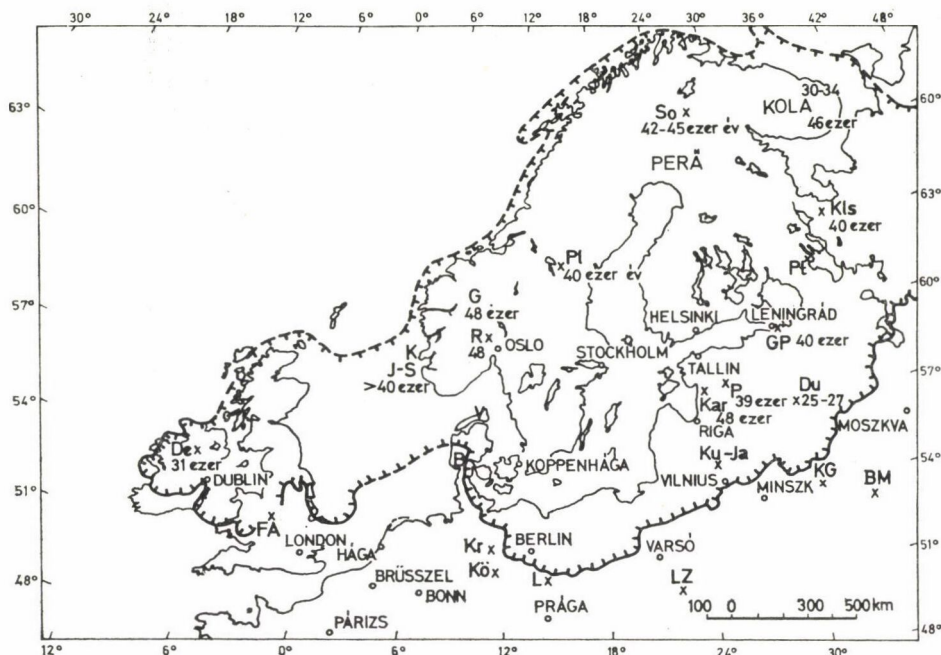 18° 12° 6° 0° 6° 12° 18° 24° 30° 36° 42° 48°
30-34
KOLA
46 ezer
60°
63°
So
42-45 ezer év
PERÄ
63°
Kls
40 ezer
60°
Pl
40 ezer év
Pt
60°
57°
G
48 ezer
HELSINKI
LENINGRÁD
R
48
OSLO
STOCKHOLM
GP 40 ezer
K
J-S
>40 ezer
TALLIN
57°
54°
P
39 ezer
Du
25-27
Kar
48 ezer
MOSZKVA
V
RIGA
De
31 ezer
B
KOPPENHÁGA
Ku-Ja
54°
DUBLIN
VILNIUS
MINSZK
KG
BM
51°
FA
LONDON
HÁGA
Kr
BERLIN
VARSÓ
51°
Kö
BRÜSSZEL
BONN
L
LZ
48°
PRÁGA
100 0 100 300 500 km
PÁRIZS
48°
12° 6° 0° 6° 12° 18° 24° 30°